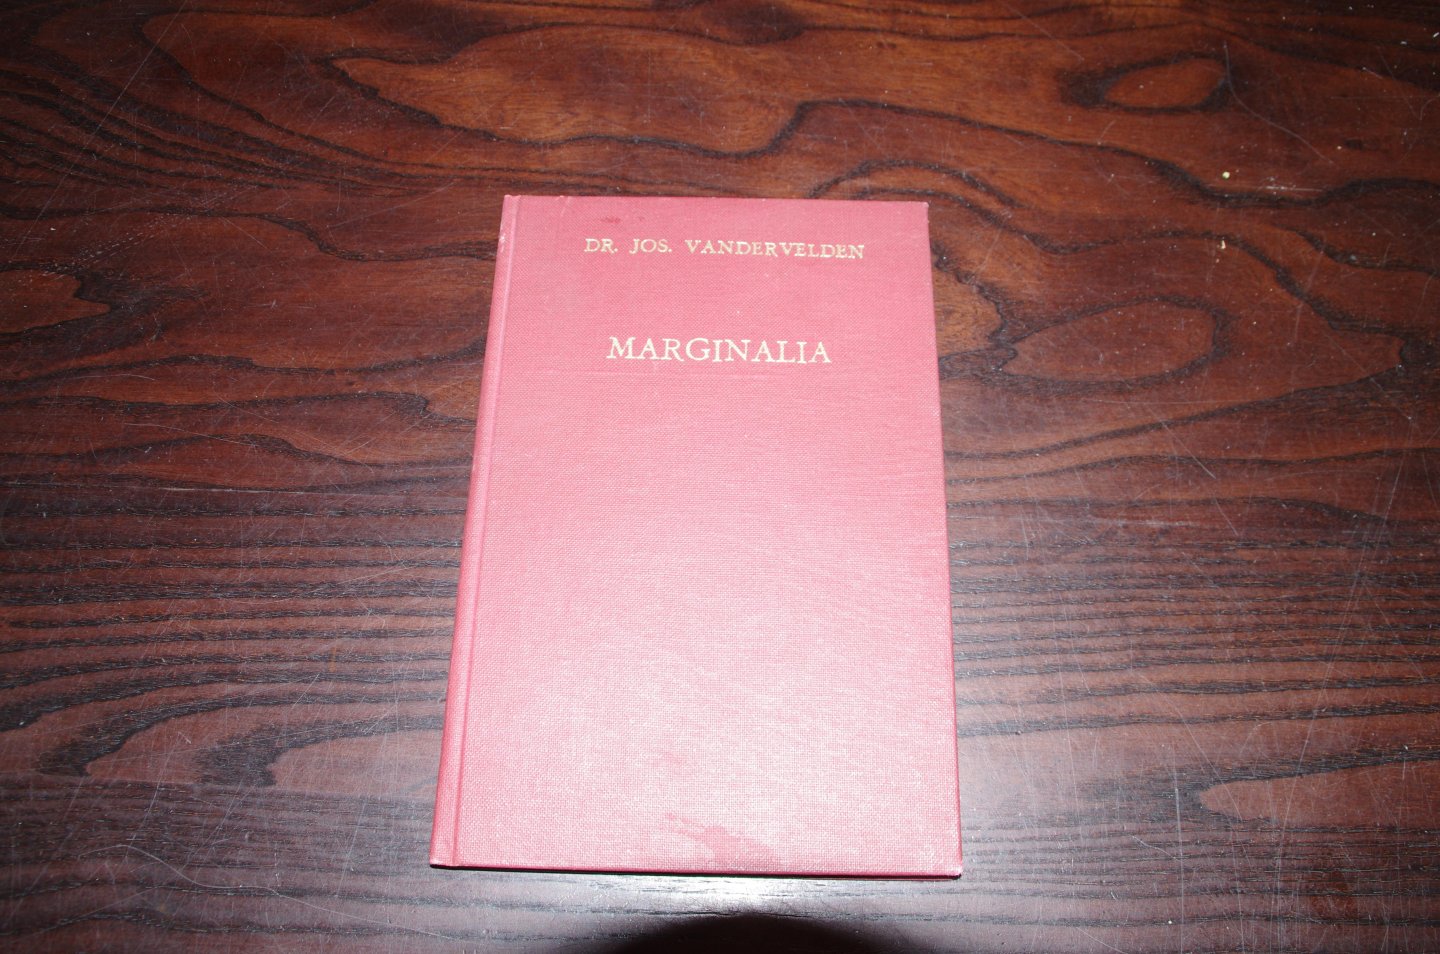 DR. JOS. VANDERVELDEN
MARGINALIA